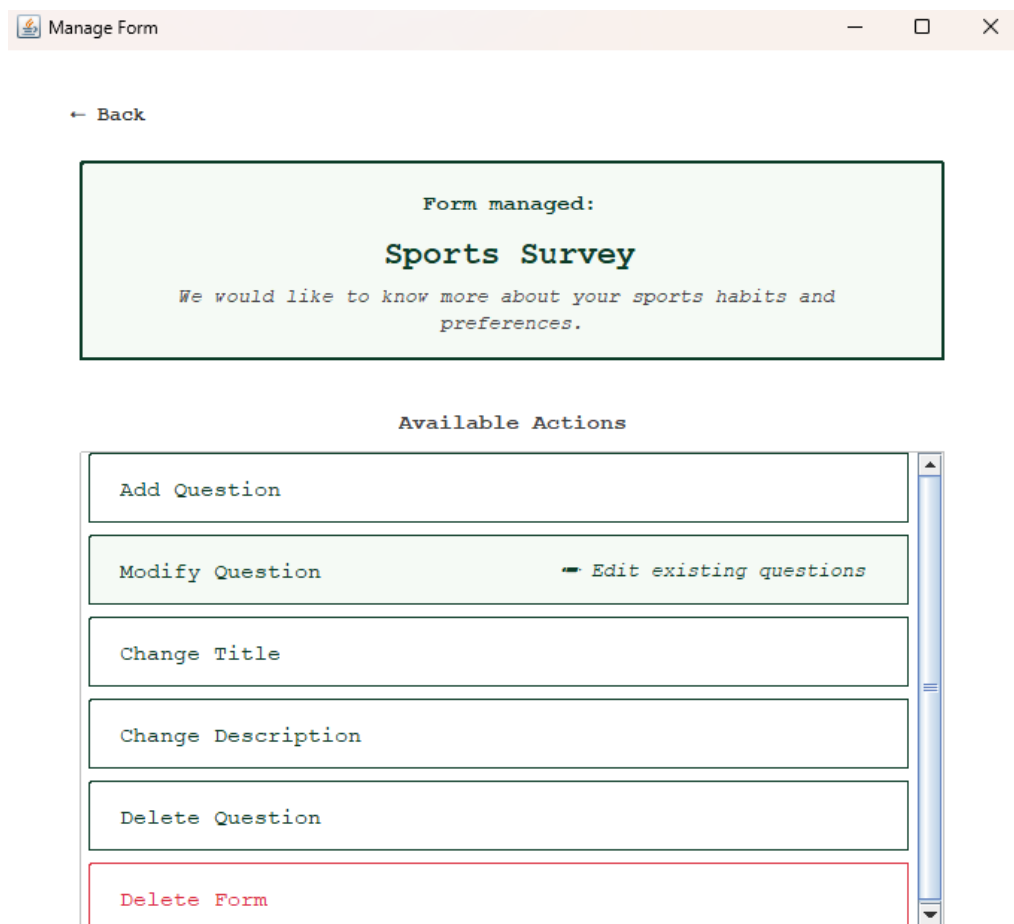 Manage Form
← Back
Form managed:
Sports Survey
We would like to know more about your sports habits and
preferences.
Available Actions
Add Question
Modify Question ✏ Edit existing questions
Change Title
Change Description
Delete Question
Delete Form